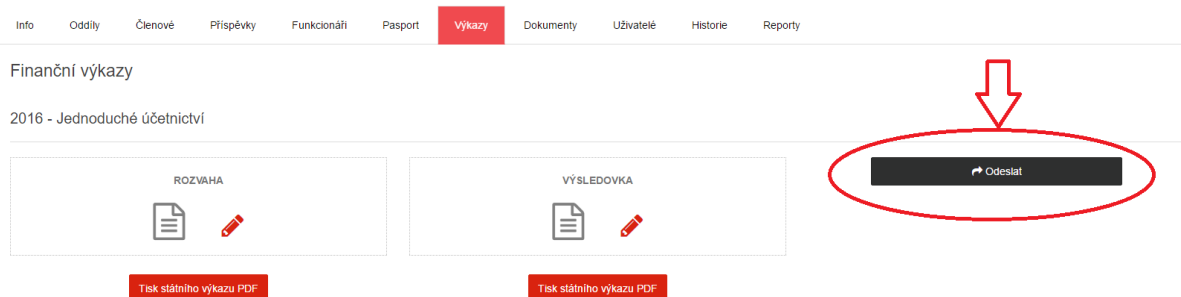 Info Oddíly Členové Příspěvky Funkcionáři Pasport Výkazy Dokumenty Uživatelé Historie Reporty
Finanční výkazy
2016 - Jednoduché účetnictví
ROZVAHA
VÝSLEDOVKA
Odeslat
Tisk státního výkazu PDF
Tisk státního výkazu PDF